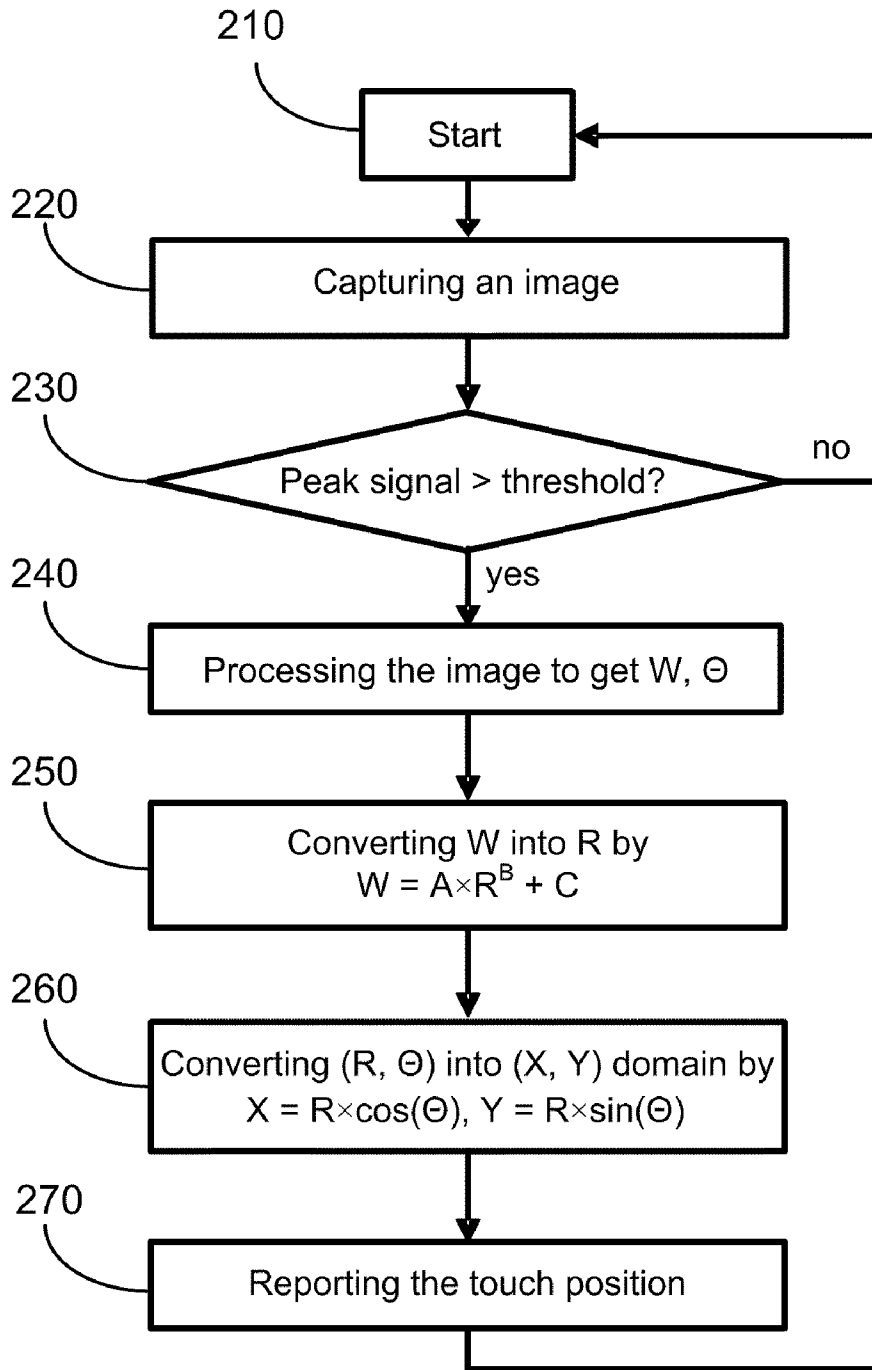 210
Start
220
Capturing an image
230
Peak signal > threshold?
no
yes
240
Processing the image to get W, Θ
250
Converting W into R by
W = A×Rᴮ + C
260
Converting (R, Θ) into (X, Y) domain by
X = R×cos(Θ), Y = R×sin(Θ)
270
Reporting the touch position